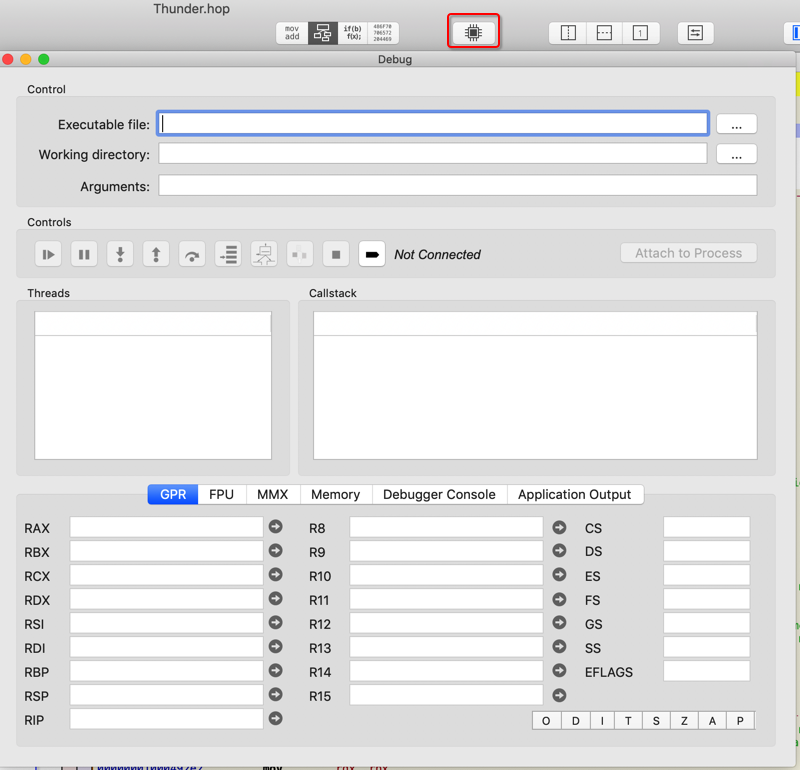 Thunder.hop
mov
add
if(b)
f(x);
486F70
706572
204469
1
Debug
Control
Executable file:
...
Working directory:
...
Arguments:
Controls
Not Connected
Attach to Process
Threads
Callstack
GPR FPU MMX Memory Debugger Console Application Output
RAX R8 CS
RBX R9 DS
RCX R10 ES
RDX R11 FS
RSI R12 GS
RDI R13 SS
RBP R14 EFLAGS
RSP R15
RIP
O D I T S Z A P